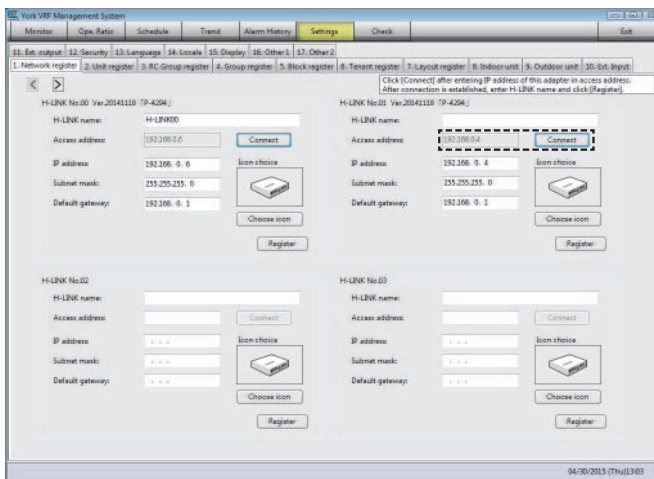 York VRF Management System
Monitor Ope. Ratio Schedule Trend Alarm History Settings Check Exit
11. Ext. output 12. Security 13. Language 14. Locale 15. Display 16. Other 1 17. Other 2
1. Network register 2. Unit register 3. RC Group register 4. Group register 5. Block register 6. Tenant register 7. Layout register 8. Indoor unit 9. Outdoor unit 10. Ext. Input
< >
Click [Connect] after entering IP address of this adapter in access address.
After connection is established, enter H-LINK name and click [Register].
H-LINK No.00 Ver.20141118 [P-4294_]
H-LINK name: H-LINK00
Access address: 192.168.0.6 Connect
IP address: 192.168. 0. 6 Icon choice
Subnet mask: 255.255.255. 0
Default gateway: 192.168. 0. 1
Choose icon
Register
H-LINK No.01 Ver.20141118 [P-4294_]
H-LINK name:
Access address: 192.168.0.4 Connect
IP address: 192.168. 0. 4 Icon choice
Subnet mask: 255.255.255. 0
Default gateway: 192.168. 0. 1
Choose icon
Register
H-LINK No.02
H-LINK name:
Access address: Connect
IP address: . . . Icon choice
Subnet mask: . . .
Default gateway: . . .
Choose icon
Register
H-LINK No.03
H-LINK name:
Access address: Connect
IP address: . . . Icon choice
Subnet mask: . . .
Default gateway: . . .
Choose icon
Register
04/30/2015 (Thu)13:03